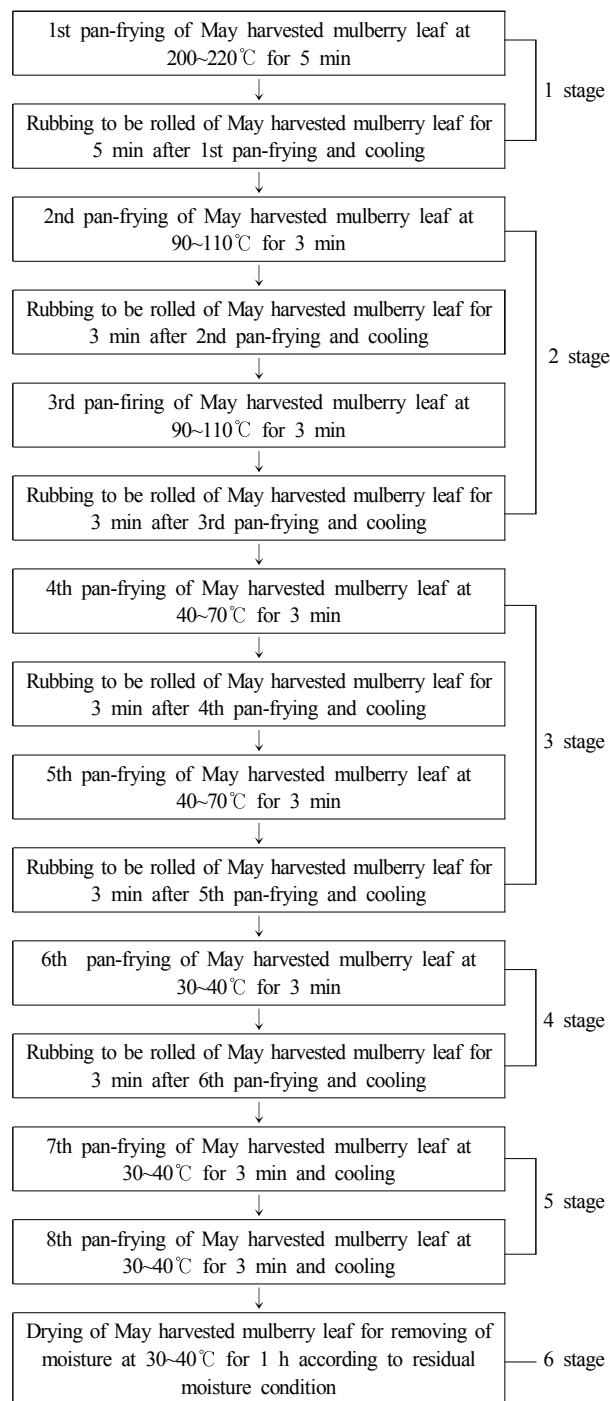 1st pan-frying of May harvested mulberry leaf at
200~220℃ for 5 min
1 stage
Rubbing to be rolled of May harvested mulberry leaf for
5 min after 1st pan-frying and cooling
2nd pan-frying of May harvested mulberry leaf at
90~110℃ for 3 min
Rubbing to be rolled of May harvested mulberry leaf for
3 min after 2nd pan-frying and cooling
2 stage
3rd pan-firing of May harvested mulberry leaf at
90~110℃ for 3 min
Rubbing to be rolled of May harvested mulberry leaf for
3 min after 3rd pan-frying and cooling
4th pan-frying of May harvested mulberry leaf at
40~70℃ for 3 min
Rubbing to be rolled of May harvested mulberry leaf for
3 min after 4th pan-frying and cooling
3 stage
5th pan-frying of May harvested mulberry leaf at
40~70℃ for 3 min
Rubbing to be rolled of May harvested mulberry leaf for
3 min after 5th pan-frying and cooling
6th pan-frying of May harvested mulberry leaf at
30~40℃ for 3 min
4 stage
Rubbing to be rolled of May harvested mulberry leaf for
3 min after 6th pan-frying and cooling
7th pan-frying of May harvested mulberry leaf at
30~40℃ for 3 min and cooling
5 stage
8th pan-frying of May harvested mulberry leaf at
30~40℃ for 3 min and cooling
Drying of May harvested mulberry leaf for removing of
moisture at 30~40℃ for 1 h according to residual
moisture condition
6 stage